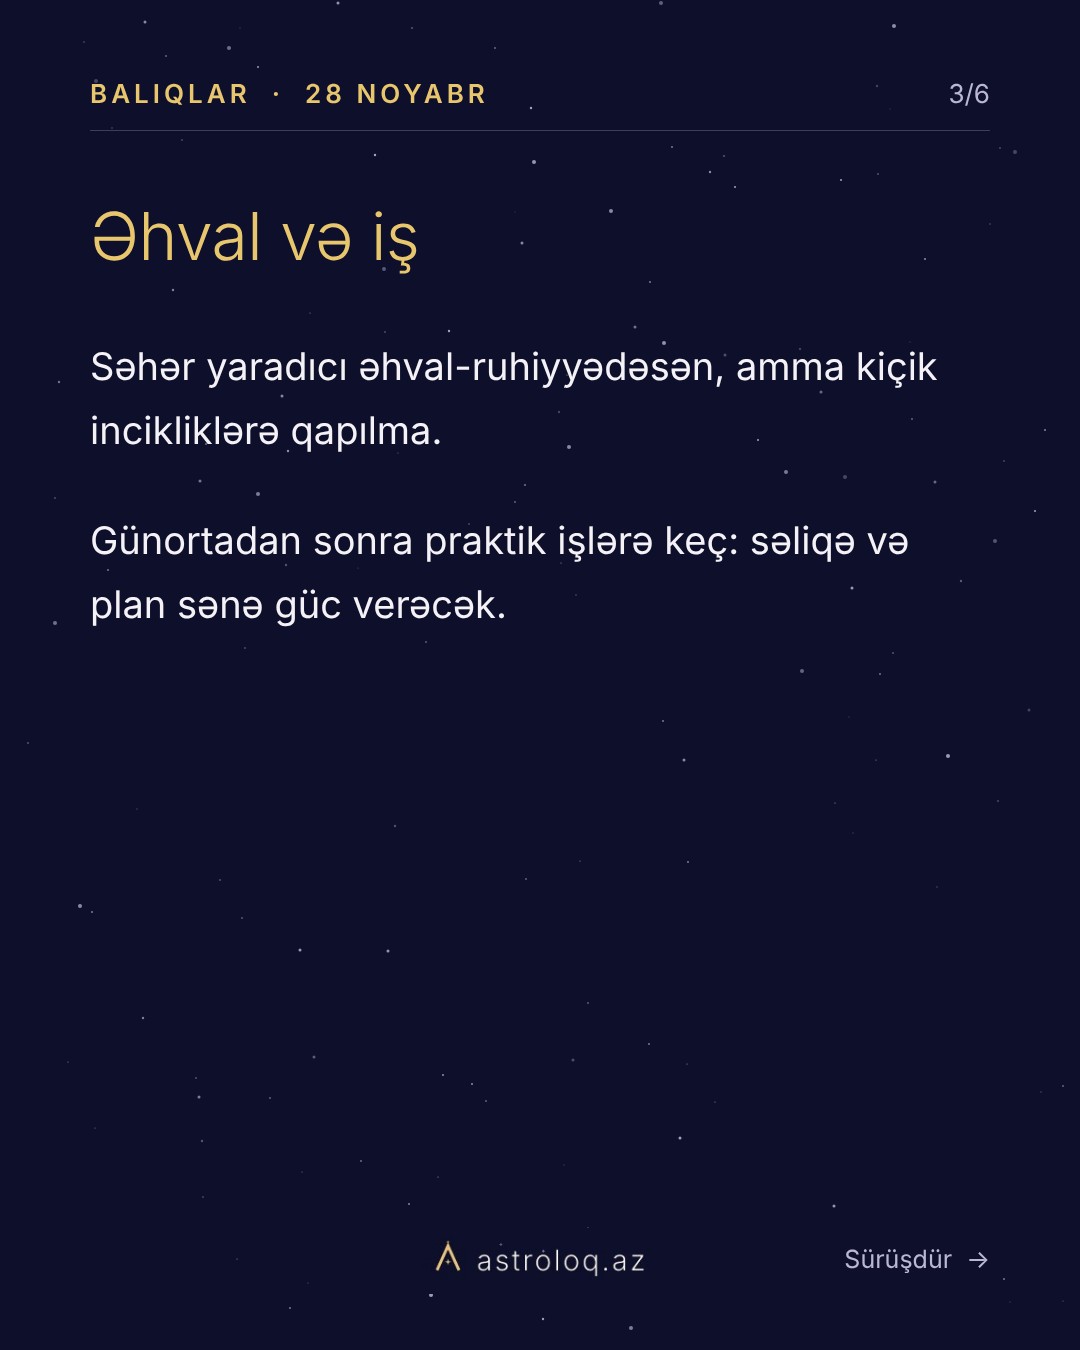 BALIQLAR · 28 NOYABR
3/6
Əhval və iş
Səhər yaradıcı əhval-ruhiyyədəsən, amma kiçik
incikliklərə qapılma.
Günortadan sonra praktik işlərə keç: səliqə və
plan sənə güc verəcək.
astroloq.az
Sürüşdür →